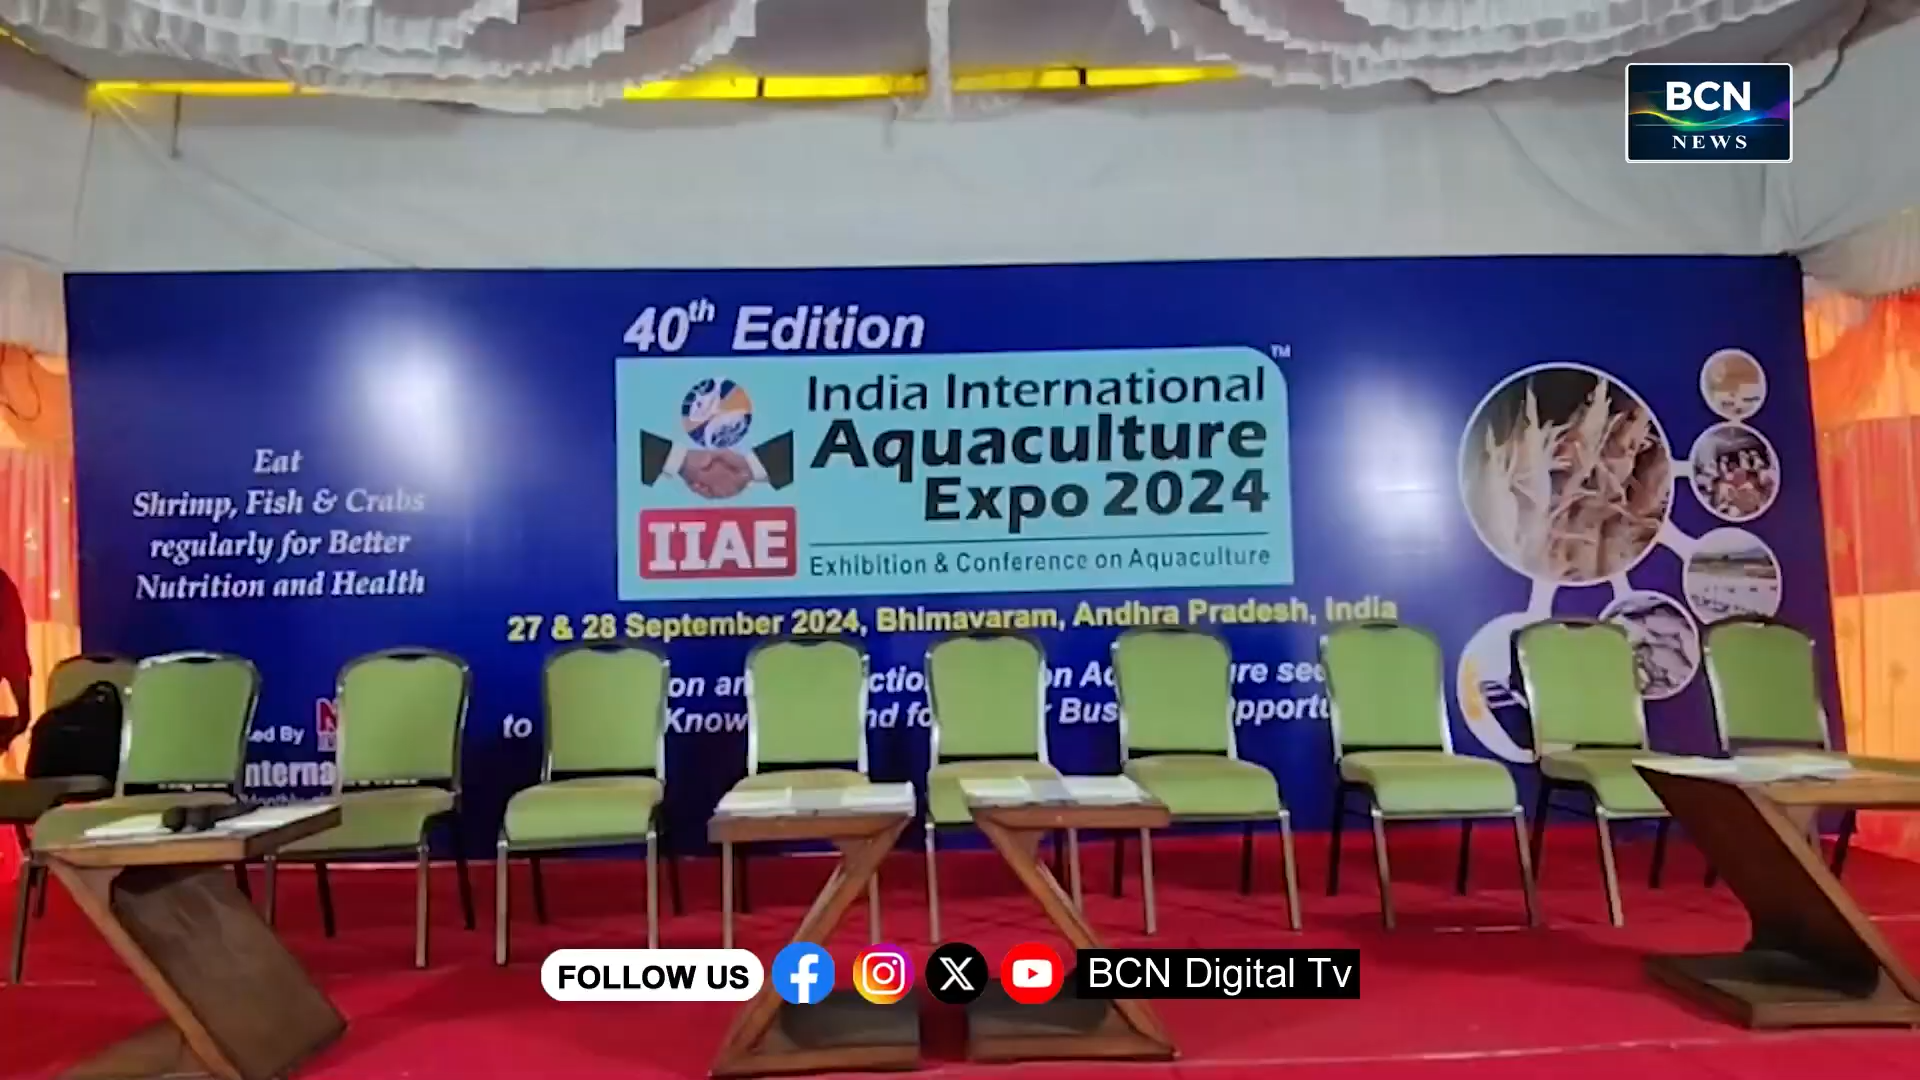 BCN
NEWS
40th Edition
TM
India International
Aquaculture
Expo 2024
IIAE
Exhibition & Conference on Aquaculture
27 & 28 September 2024, Bhimavaram, Andhra Pradesh, India
Eat
Shrimp, Fish & Crabs
regularly for Better
Nutrition and Health
to
By
FOLLOW US
BCN Digital Tv